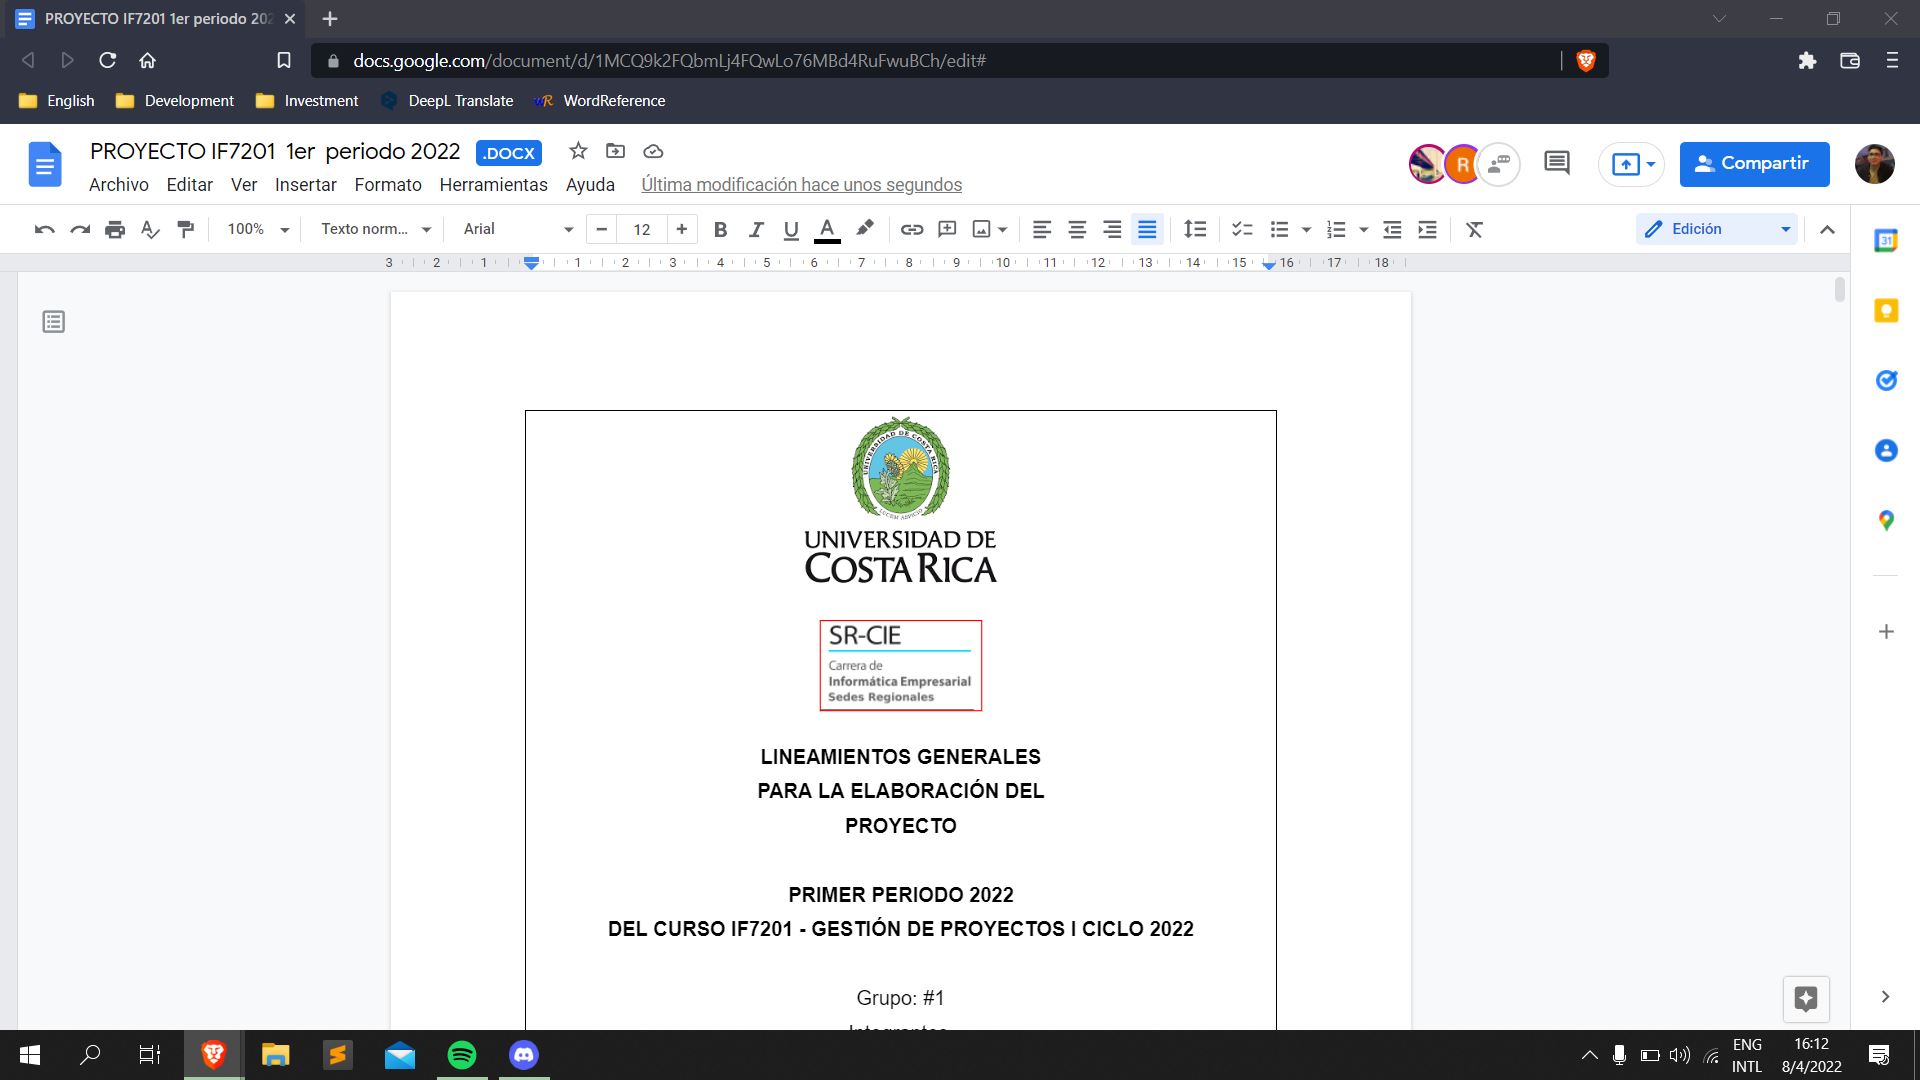 PROYECTO IF7201 1er periodo 202
docs.google.com/document/d/1MCQ9k2FQbmLj4FQwLo76MBd4RuFwuBCh/edit#
English Development Investment DeepL Translate WordReference
PROYECTO IF7201 1er periodo 2022 .DOCX
Archivo Editar Ver Insertar Formato Herramientas Ayuda Última modificación hace unos segundos
R
Compartir
100% Texto norm... Arial 12 Edición
3 2 1 1 2 3 4 5 6 7 8 9 10 11 12 13 14 15 16 17 18
31
UNIVERSIDAD DE COSTA RICA
LUCEM ASPICIO
UNIVERSIDAD DE
COSTA RICA
SR-CIE
Carrera de
Informática Empresarial
Sedes Regionales
LINEAMIENTOS GENERALES
PARA LA ELABORACIÓN DEL
PROYECTO
PRIMER PERIODO 2022
DEL CURSO IF7201 - GESTIÓN DE PROYECTOS I CICLO 2022
Grupo: #1
Integrantes
ENG
INTL
16:12
8/4/2022